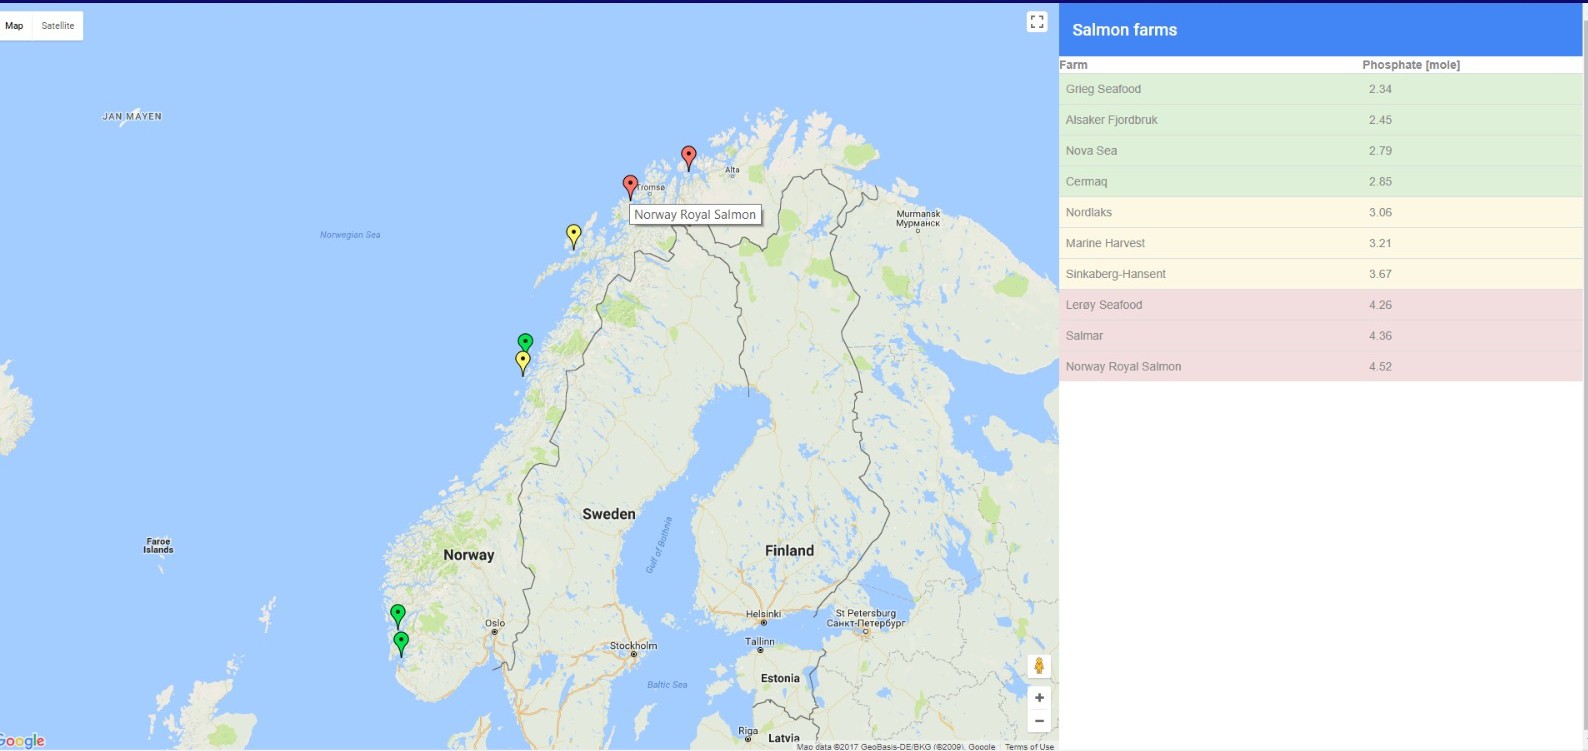 Map Satellite
JAN MAYEN
Alta
Tromsø
Norway Royal Salmon
Murmansk
Мурманск
Norwegian Sea
Sweden
Gulf of Bothnia
Norway
Finland
Faroe
Islands
Helsinki
St Petersburg
Санкт-Петербург
Oslo
Stockholm
Tallinn
Baltic Sea
Estonia
Riga
Latvia
Google
Map data ©2017 GeoBasis-DE/BKG (©2009), Google Terms of Use
Salmon farms
Farm Phosphate [mole]
Grieg Seafood 2.34
Alsaker Fjordbruk 2.45
Nova Sea 2.79
Cermaq 2.85
Nordlaks 3.06
Marine Harvest 3.21
Sinkaberg-Hansent 3.67
Lerøy Seafood 4.26
Salmar 4.36
Norway Royal Salmon 4.52